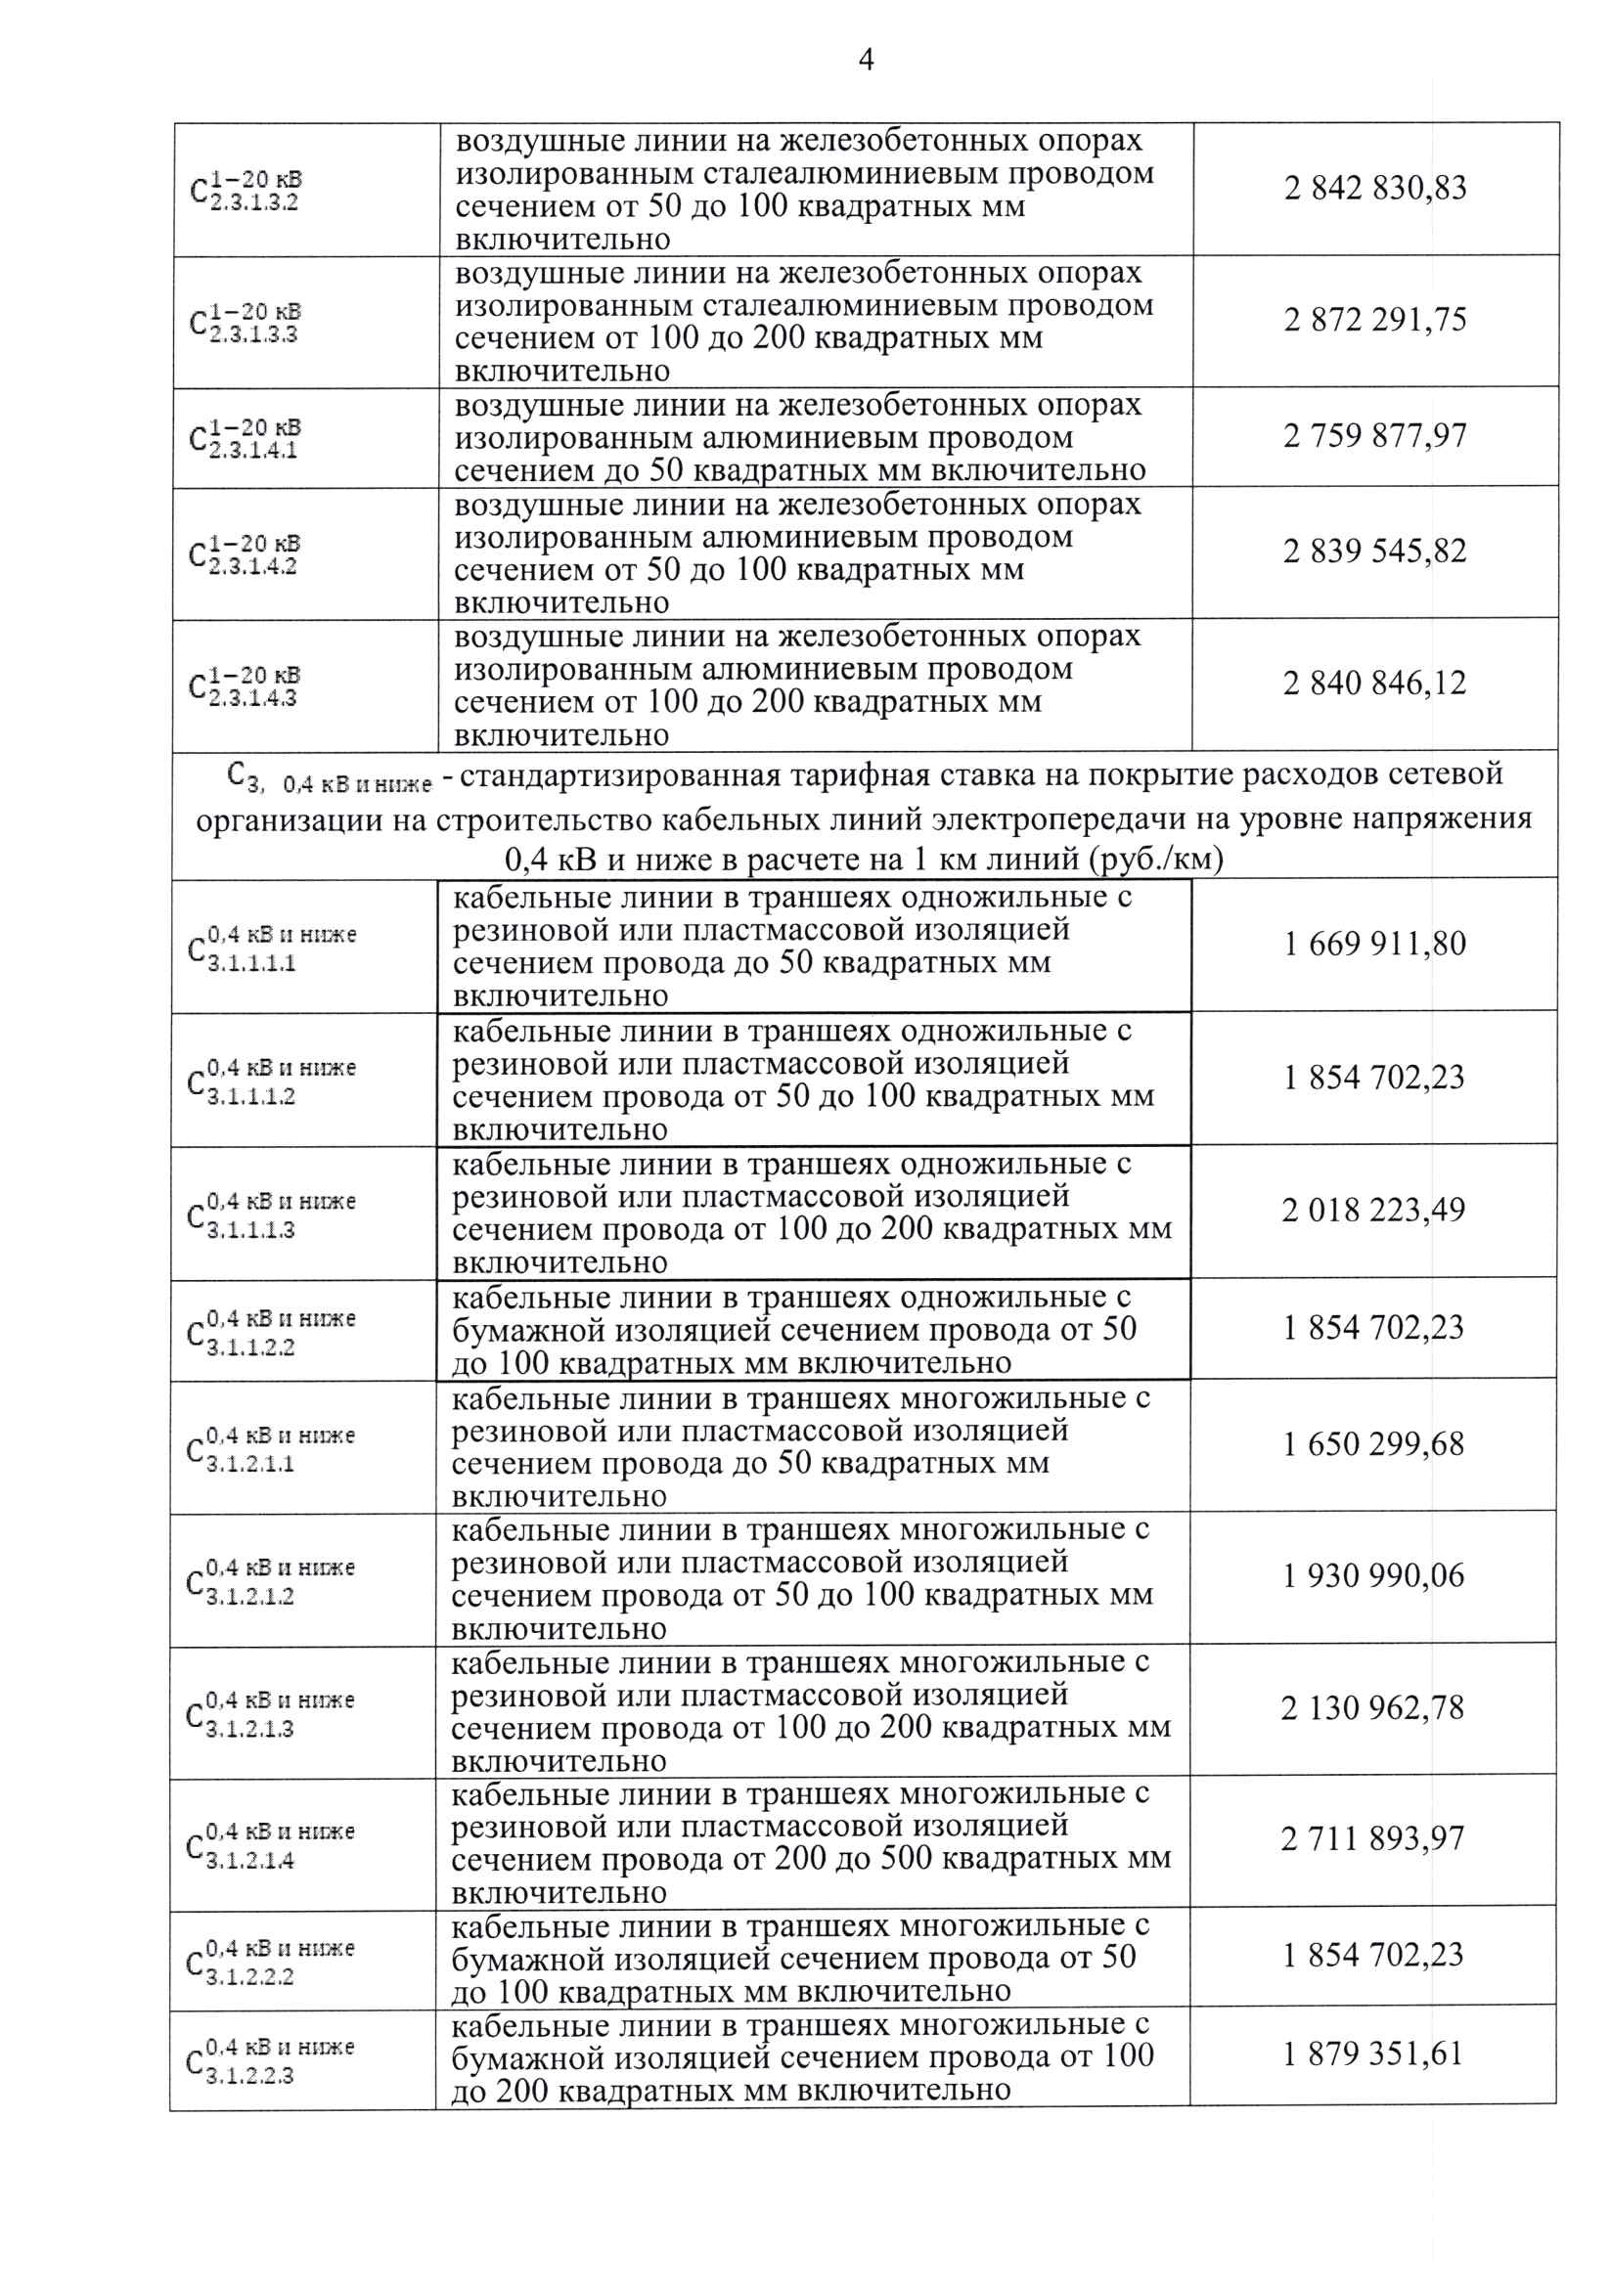 4
С 1–20 кВ 2.3.1.3.2
воздушные линии на железобетонных опорах
изолированным сталеалюминиевым проводом
сечением от 50 до 100 квадратных мм
включительно
2 842 830,83
С 1–20 кВ 2.3.1.3.3
воздушные линии на железобетонных опорах
изолированным сталеалюминиевым проводом
сечением от 100 до 200 квадратных мм
включительно
2 872 291,75
С 1–20 кВ 2.3.1.4.1
воздушные линии на железобетонных опорах
изолированным алюминиевым проводом
сечением до 50 квадратных мм включительно
2 759 877,97
С 1–20 кВ 2.3.1.4.2
воздушные линии на железобетонных опорах
изолированным алюминиевым проводом
сечением от 50 до 100 квадратных мм
включительно
2 839 545,82
С 1–20 кВ 2.3.1.4.3
воздушные линии на железобетонных опорах
изолированным алюминиевым проводом
сечением от 100 до 200 квадратных мм
включительно
2 840 846,12
С 3, 0,4 кВ и ниже - стандартизированная тарифная ставка на покрытие расходов сетевой
организации на строительство кабельных линий электропередачи на уровне напряжения
0,4 кВ и ниже в расчете на 1 км линий (руб./км)
С 0,4 кВ и ниже 3.1.1.1.1
кабельные линии в траншеях одножильные с
резиновой или пластмассовой изоляцией
сечением провода до 50 квадратных мм
включительно
1 669 911,80
С 0,4 кВ и ниже 3.1.1.1.2
кабельные линии в траншеях одножильные с
резиновой или пластмассовой изоляцией
сечением провода от 50 до 100 квадратных мм
включительно
1 854 702,23
С 0,4 кВ и ниже 3.1.1.1.3
кабельные линии в траншеях одножильные с
резиновой или пластмассовой изоляцией
сечением провода от 100 до 200 квадратных мм
включительно
2 018 223,49
С 0,4 кВ и ниже 3.1.1.2.2
кабельные линии в траншеях одножильные с
бумажной изоляцией сечением провода от 50
до 100 квадратных мм включительно
1 854 702,23
С 0,4 кВ и ниже 3.1.2.1.1
кабельные линии в траншеях многожильные с
резиновой или пластмассовой изоляцией
сечением провода до 50 квадратных мм
включительно
1 650 299,68
С 0,4 кВ и ниже 3.1.2.1.2
кабельные линии в траншеях многожильные с
резиновой или пластмассовой изоляцией
сечением провода от 50 до 100 квадратных мм
включительно
1 930 990,06
С 0,4 кВ и ниже 3.1.2.1.3
кабельные линии в траншеях многожильные с
резиновой или пластмассовой изоляцией
сечением провода от 100 до 200 квадратных мм
включительно
2 130 962,78
С 0,4 кВ и ниже 3.1.2.1.4
кабельные линии в траншеях многожильные с
резиновой или пластмассовой изоляцией
сечением провода от 200 до 500 квадратных мм
включительно
2 711 893,97
С 0,4 кВ и ниже 3.1.2.2.2
кабельные линии в траншеях многожильные с
бумажной изоляцией сечением провода от 50
до 100 квадратных мм включительно
1 854 702,23
С 0,4 кВ и ниже 3.1.2.2.3
кабельные линии в траншеях многожильные с
бумажной изоляцией сечением провода от 100
до 200 квадратных мм включительно
1 879 351,61